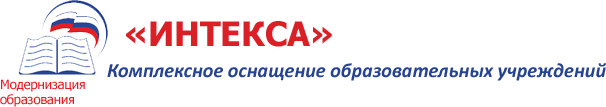 «ИНТЕКСА»
Комплексное оснащение образовательных учреждений
Модернизация
образования